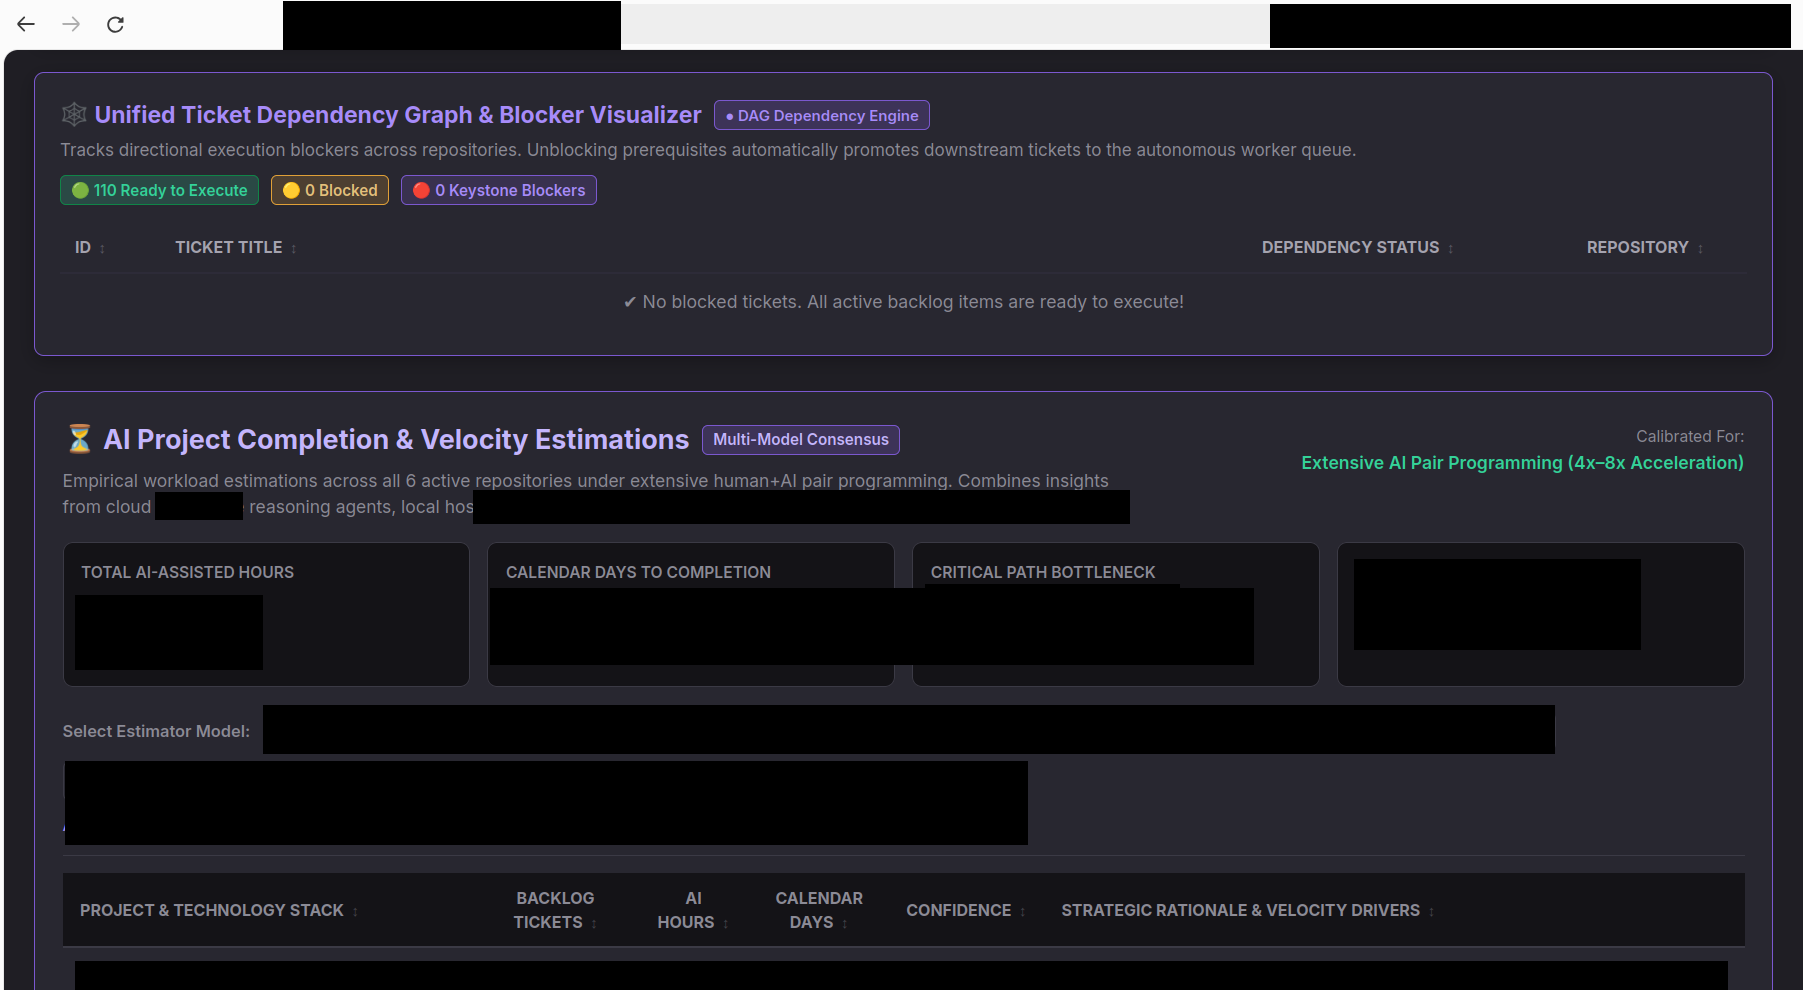 Unified Ticket Dependency Graph & Blocker Visualizer
● DAG Dependency Engine
Tracks directional execution blockers across repositories. Unblocking prerequisites automatically promotes downstream tickets to the autonomous worker queue.
110 Ready to Execute
0 Blocked
0 Keystone Blockers
ID ↕ TICKET TITLE ↕ DEPENDENCY STATUS ↕ REPOSITORY ↕
✔ No blocked tickets. All active backlog items are ready to execute!
AI Project Completion & Velocity Estimations
Multi-Model Consensus
Calibrated For:
Extensive AI Pair Programming (4x–8x Acceleration)
Empirical workload estimations across all 6 active repositories under extensive human+AI pair programming. Combines insights
from cloud reasoning agents, local
TOTAL AI-ASSISTED HOURS
CALENDAR DAYS TO COMPLETION
CRITICAL PATH BOTTLENECK
Select Estimator Model:
PROJECT & TECHNOLOGY STACK ↕
BACKLOG
TICKETS ↕
AI
HOURS ↕
CALENDAR
DAYS ↕
CONFIDENCE ↕
STRATEGIC RATIONALE & VELOCITY DRIVERS ↕